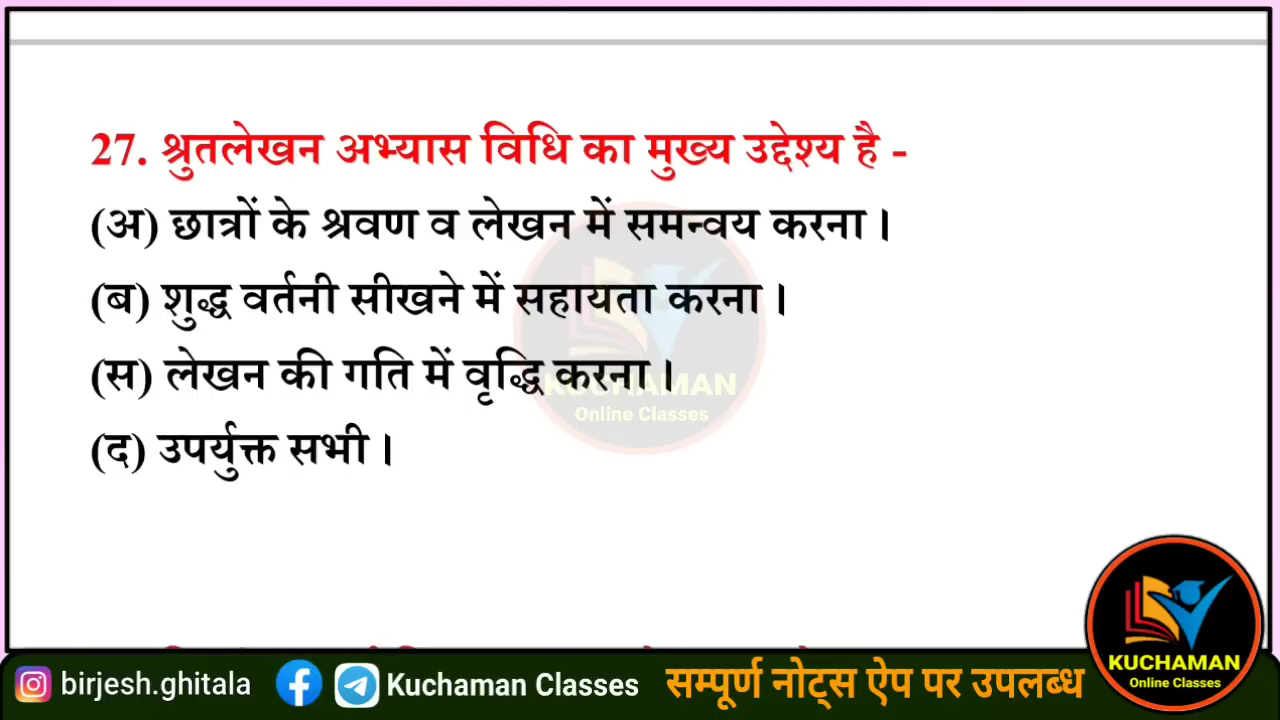 27. श्रुतलेखन अभ्यास विधि का मुख्य उद्देश्य है -
(अ) छात्रों के श्रवण व लेखन में समन्वय करना।
(ब) शुद्ध वर्तनी सीखने में सहायता करना।
(स) लेखन की गति में वृद्धि करना।
KUCHAMAN
Online Classes
(द) उपर्युक्त सभी।
KUCHAMAN
Online Classes
birjesh.ghitala Kuchaman Classes सम्पूर्ण नोट्स ऐप पर उपलब्ध